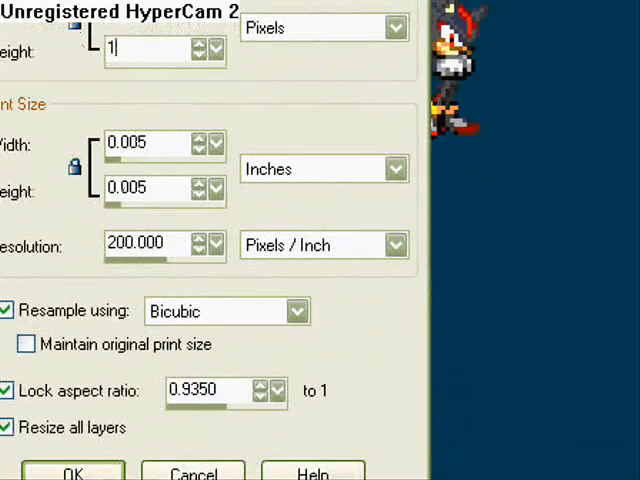 Unregistered HyperCam 2
Pixels
eight: 1
nt Size
Vidth: 0.005
Inches
eight: 0.005
esolution: 200.000 Pixels / Inch
Resample using: Bicubic
Maintain original print size
Lock aspect ratio: 0.9350 to 1
Resize all layers
OK Cancel Help